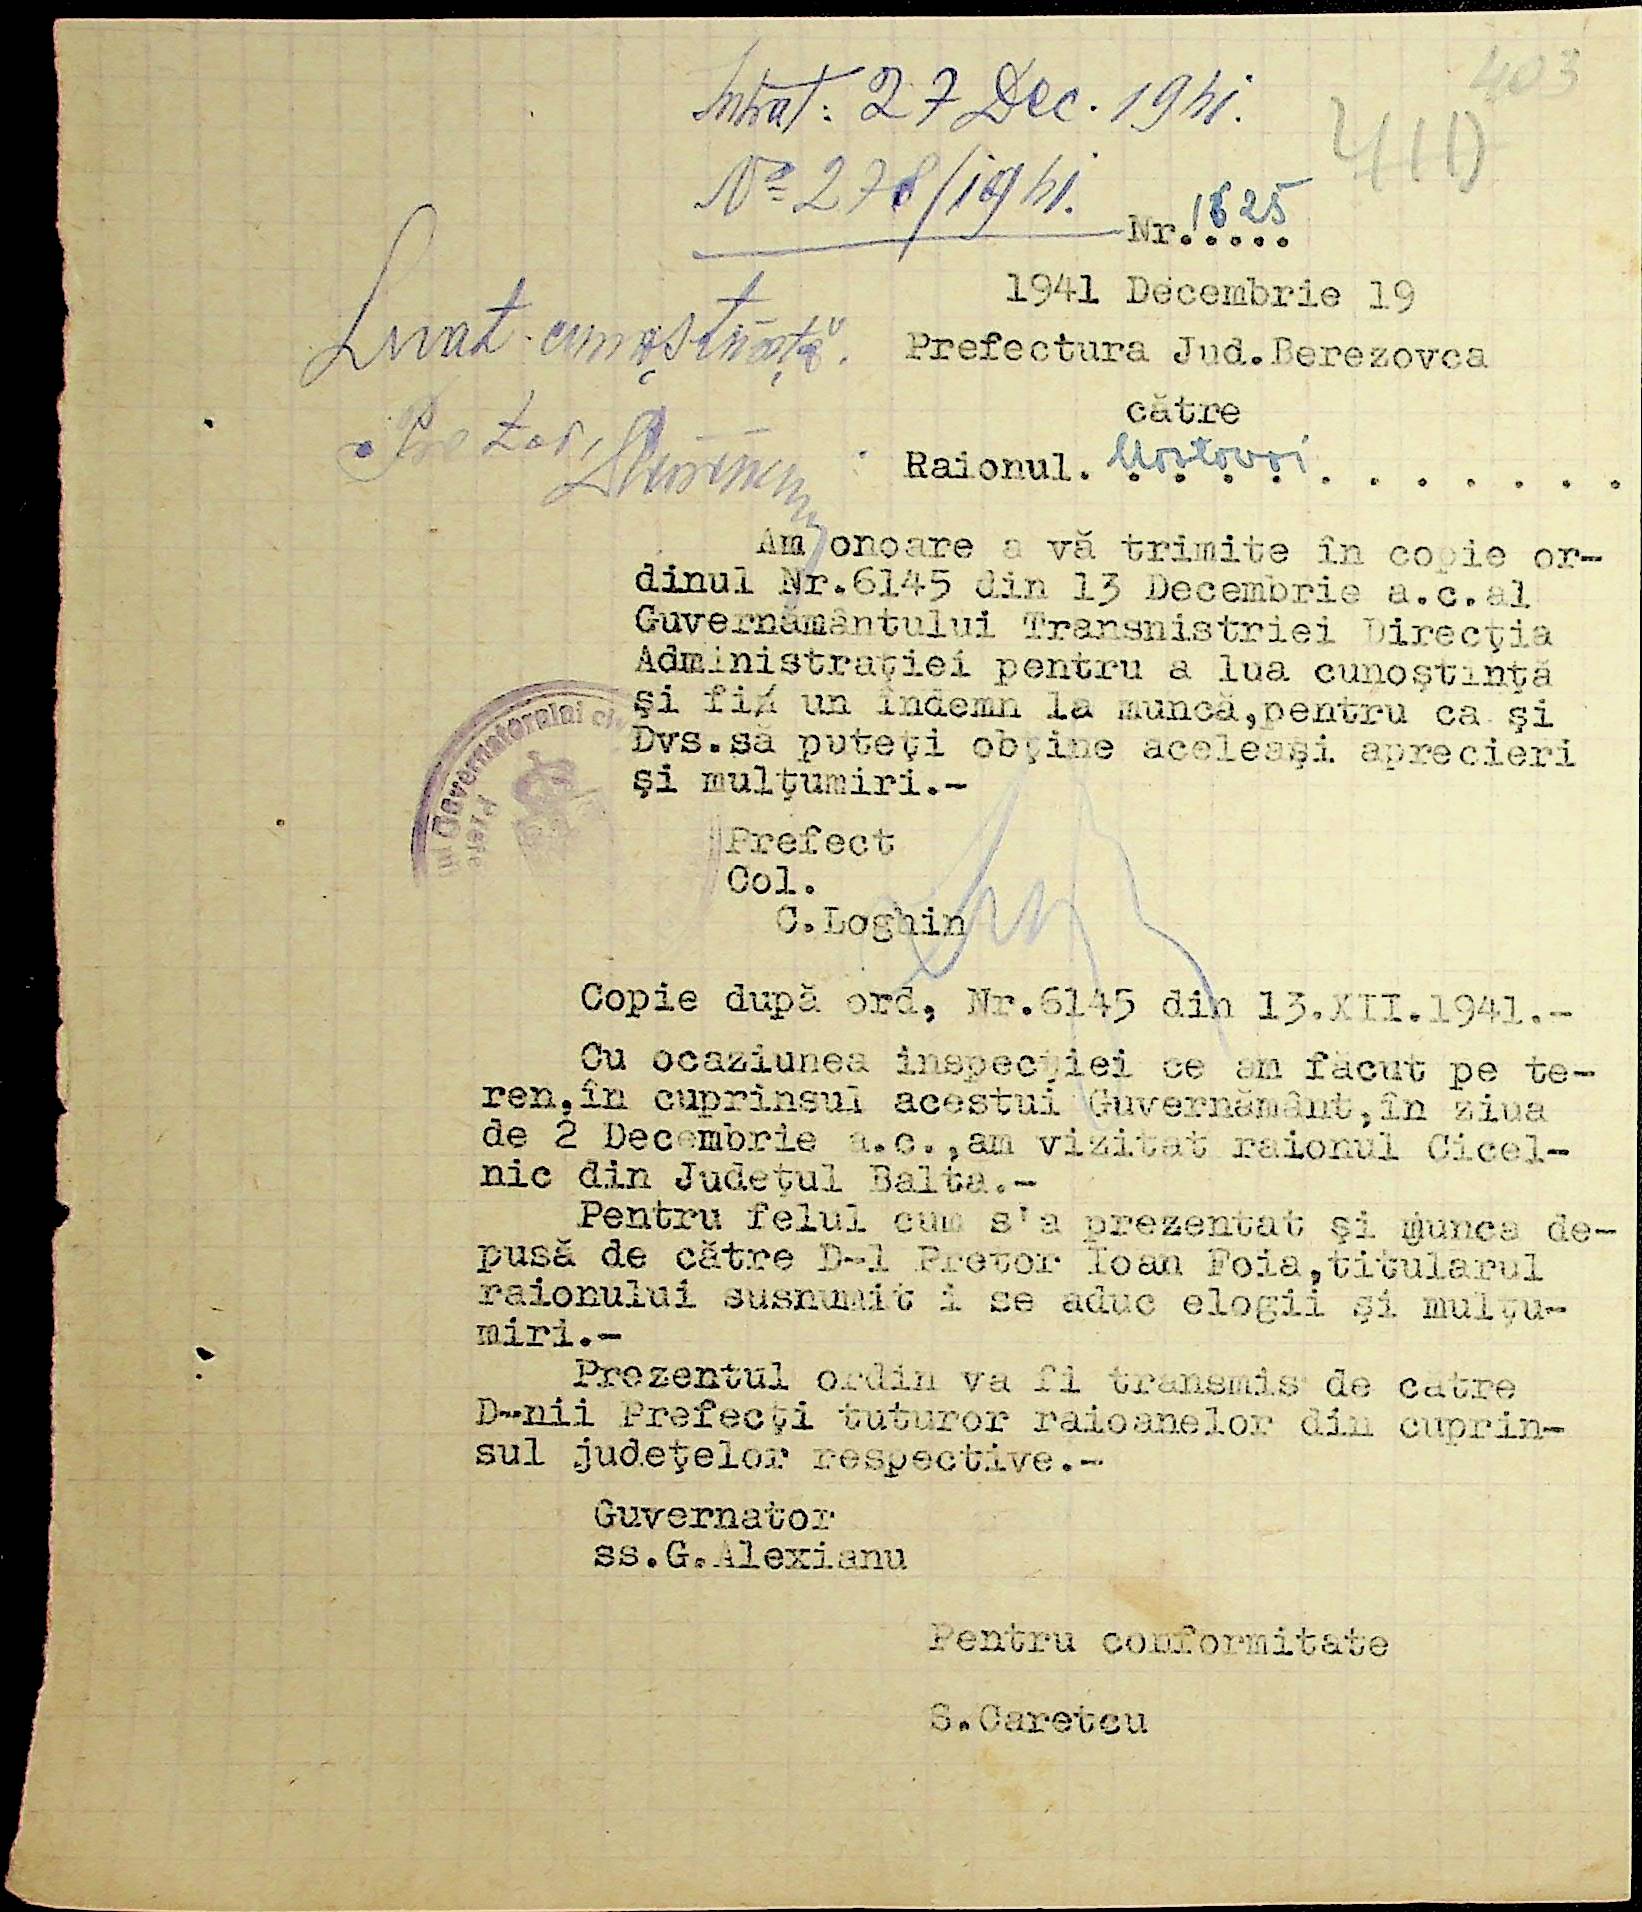 403
Intrat: 27 Dec. 1941.
No 278/1941.
Nr. 1825
1941 Decembrie 19
Luat cunoştinţă.
Prefectura Jud.Berezovca
către
Pretor,
Raionul. Mostovoi
Am onoare a vă trimite în copie or-
dinul Nr.6145 din 13 Decembrie a.c.al
Guvernământului Transnistriei Direcţia
Administraţiei pentru a lua cunoştinţă
şi fi un îndemn la muncă,pentru ca şi
Dvs.să puteţi obţine aceleaşi aprecieri
şi mulţumiri.-
Guvernatorului
Prefe
Prefect
Col.
C.Loghin
Copie după ord, Nr.6145 din 13.XII.1941.-
Cu ocaziunea inspecţiei ce am făcut pe te-
ren,în cuprinsul acestui Guvernământ,în ziua
de 2 Decembrie a.c.,am vizitat raionul Cicel-
nic din Judeţul Balta.-
Pentru felul cum s'a prezentat şi munca de-
pusă de către D-l Pretor Ioan Foia,titularul
raionului susnumit i se aduc elogii şi mulţu-
miri.-
Prezentul ordin va fi transmis de catre
D-nii Prefecţi tuturor raioanelor din cuprin-
sul judeţelor respective.-
Guvernator
ss.G.Alexianu
Pentru conformitate
S.Caretcu